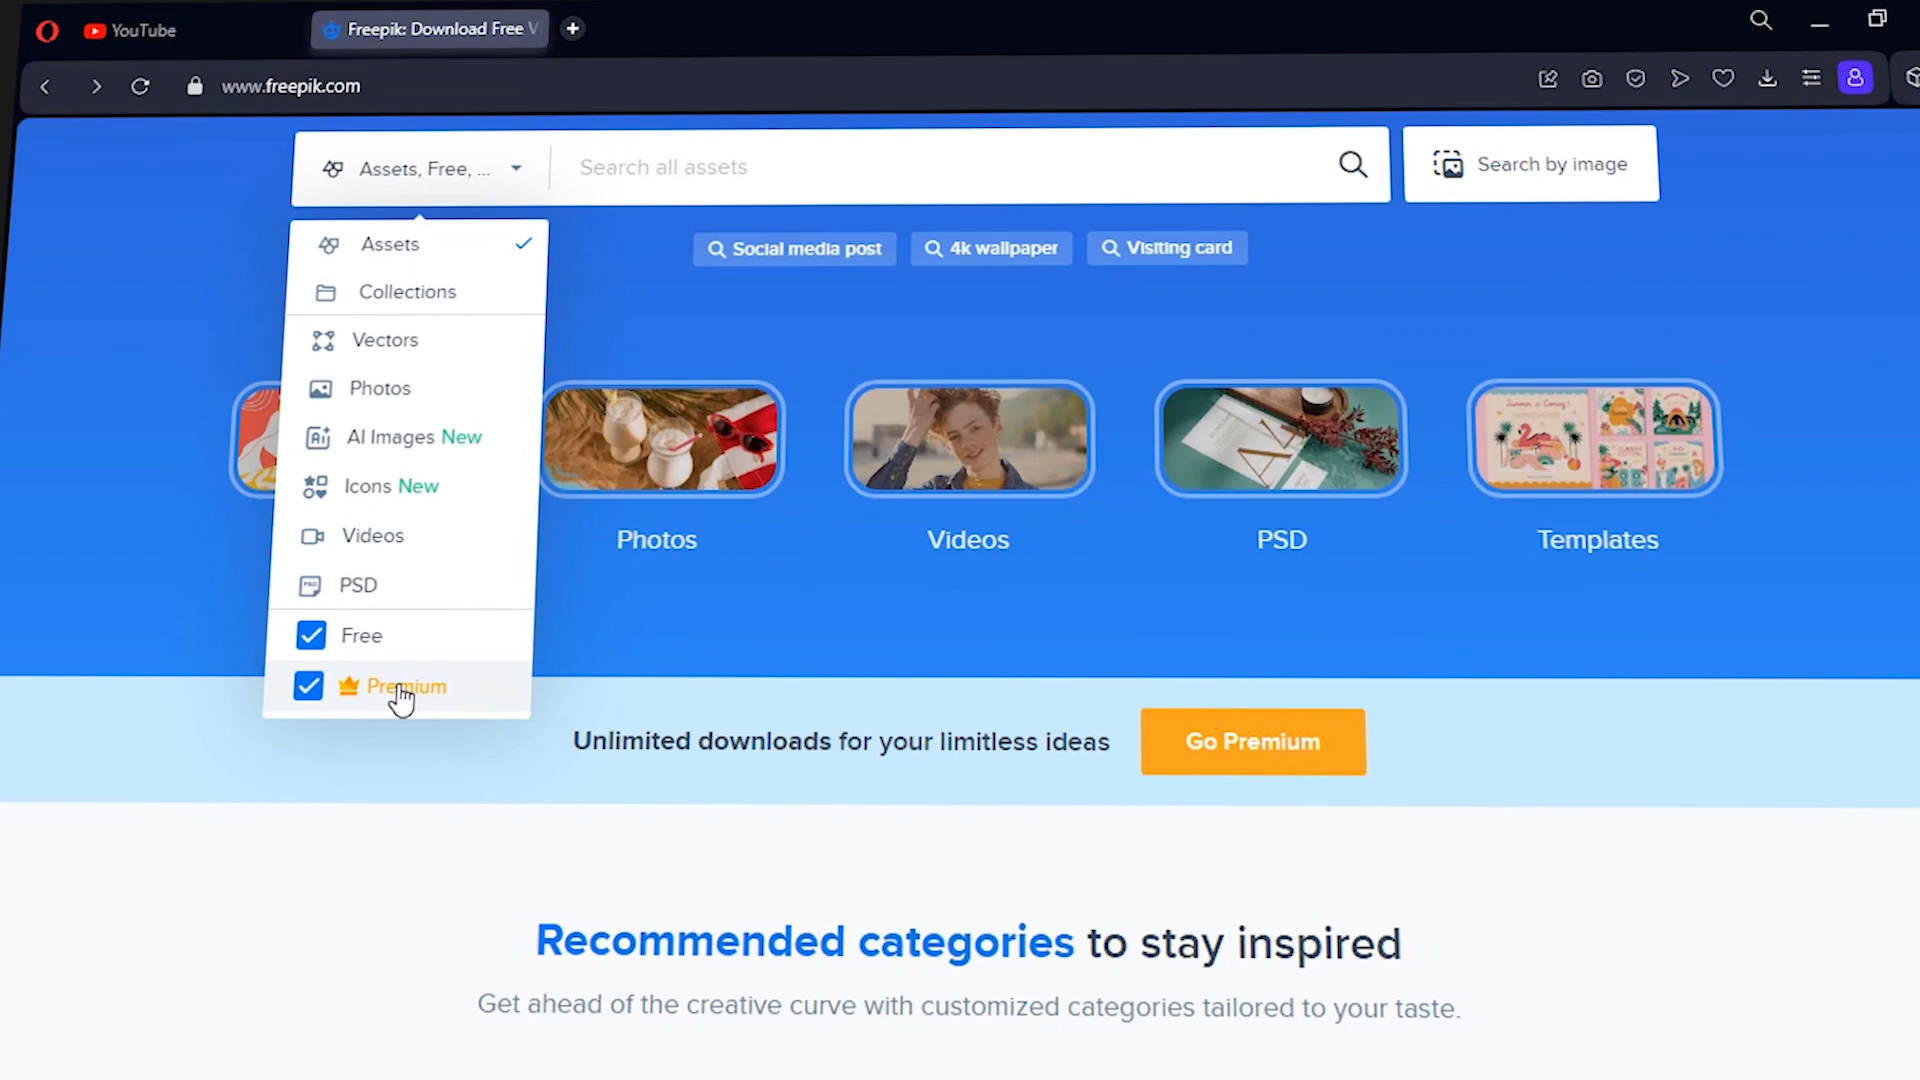 YouTube
Freepik: Download Free V
www.freepik.com
Assets, Free, ...
Search all assets
Search by image
Assets
Collections
Vectors
Photos
AI Images New
Icons New
Videos
PSD
Free
Premium
Social media post
4k wallpaper
Visiting card
Photos
Videos
PSD
Templates
Unlimited downloads for your limitless ideas
Go Premium
Recommended categories to stay inspired
Get ahead of the creative curve with customized categories tailored to your taste.